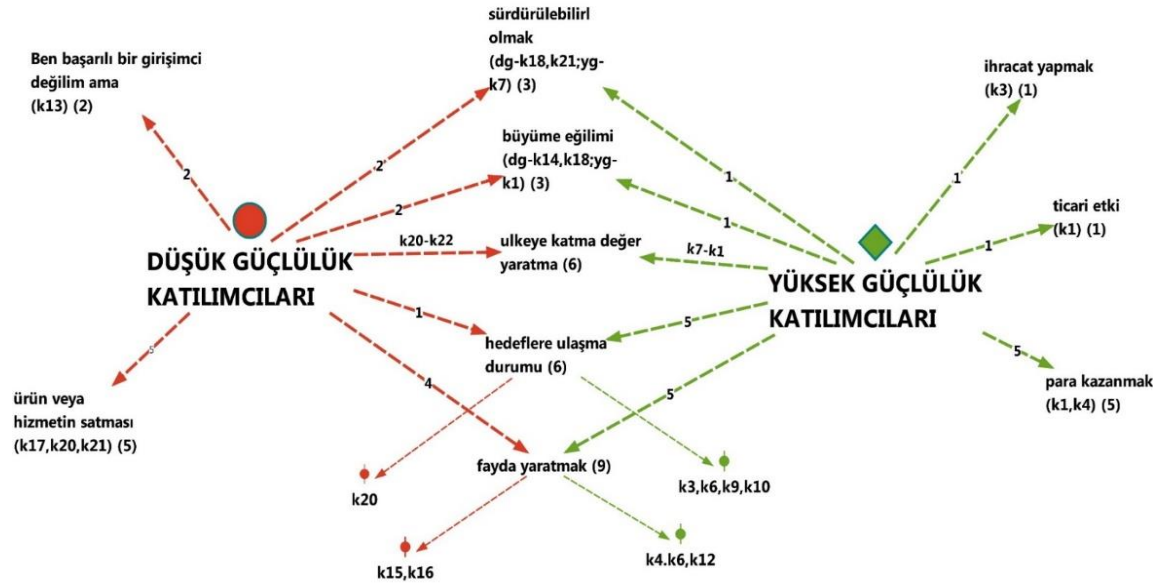 sürdürülebilirl
olmak
(dg-k18,k21;yg-
k7) (3)
Ben başarılı bir girişimci
değilim ama
(k13) (2)
ihracat yapmak
(k3) (1)
büyüme eğilimi
(dg-k14,k18;yg-
k1) (3)
2
2
2
1
1
1
1
ticari etki
(k1) (1)
k20-k22
ulkeye katma değer
yaratma (6)
k7-k1
DÜŞÜK GÜÇLÜLÜK
KATILIMCILARI
YÜKSEK GÜÇLÜLÜK
KATILIMCILARI
1
5
hedeflere ulaşma
durumu (6)
5
5
4
5
para kazanmak
(k1,k4) (5)
ürün veya
hizmetin satması
(k17,k20,k21) (5)
fayda yaratmak (9)
k20
k3,k6,k9,k10
k15,k16
k4.k6,k12